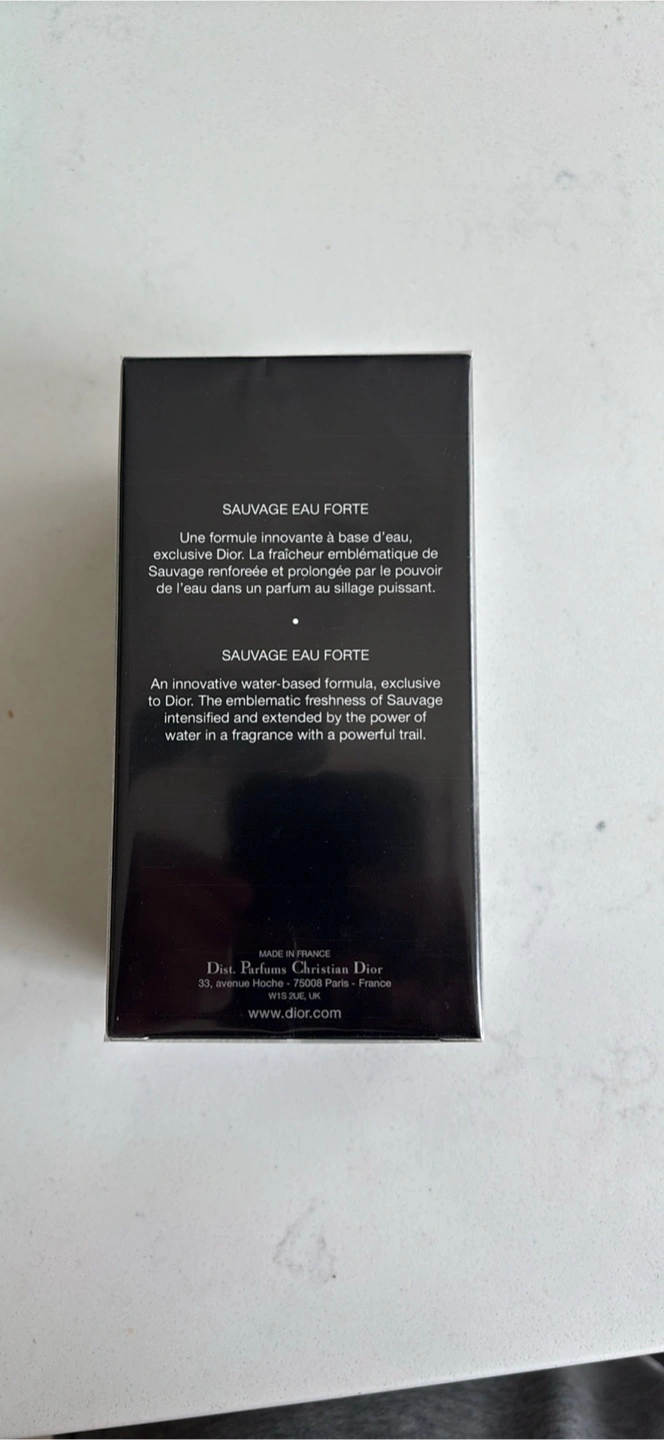 SAUVAGE EAU FORTE
Une formule innovante à base d'eau,
exclusive Dior. La fraîcheur emblématique de
Sauvage renforeée et prolongée par le pouvoir
de l'eau dans un parfum au sillage puissant.
•
SAUVAGE EAU FORTE
An innovative water-based formula, exclusive
to Dior. The emblematic freshness of Sauvage
intensified and extended by the power of
water in a fragrance with a powerful trail.
MADE IN FRANCE
Dist. Parfums Christian Dior
33, avenue Hoche - 75008 Paris - France
W1S 2UE, UK
www.dior.com